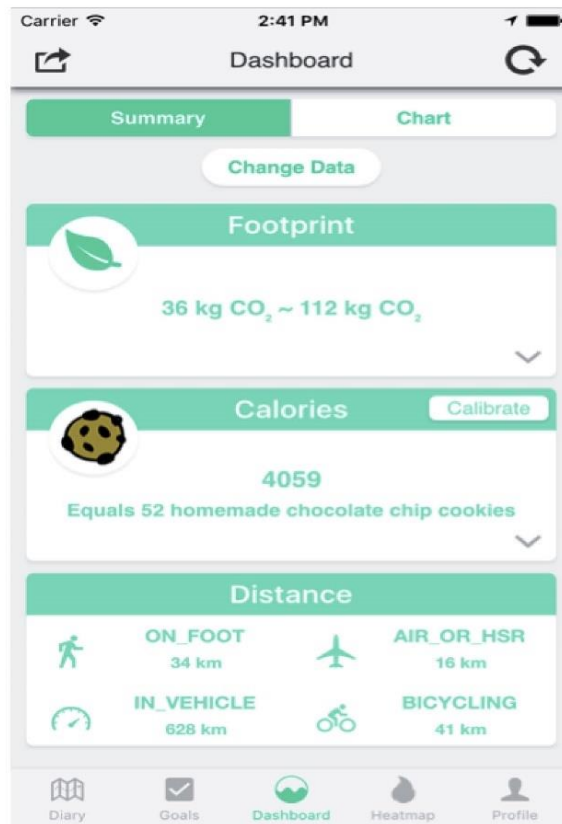 Carrier 2:41 PM
Dashboard
Summary Chart
Change Data
Footprint
36 kg CO₂ ~ 112 kg CO₂
Calories Calibrate
4059
Equals 52 homemade chocolate chip cookies
Distance
ON_FOOT AIR_OR_HSR
34 km 16 km
IN_VEHICLE BICYCLING
628 km 41 km
Diary Goals Dashboard Heatmap Profile